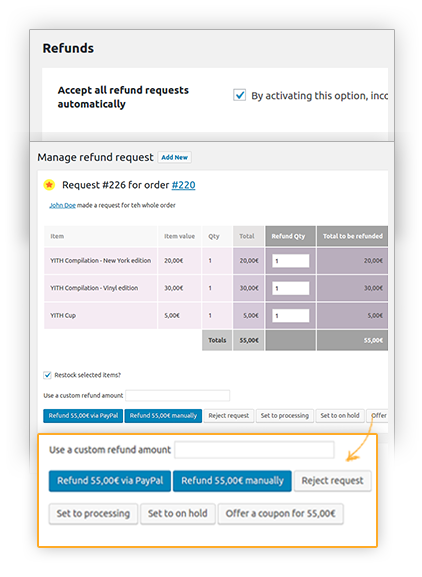 Refunds
Accept all refund requests
automatically
By activating this option, inco
Manage refund request Add New
Request #226 for order #220
John Doe made a request for teh whole order
Item Item value Qty Total Refund Qty Total to be refunded
YITH Compilation - New York edition 20,00€ 1 20,00€ 1 20,00€
YITH Compilation - Vinyl edition 30,00€ 1 30,00€ 1 30,00€
YITH Cup 5,00€ 1 5,00€ 1 5,00€
Totals 55,00€ 55,00€
Restock selected items?
Use a custom refund amount
Refund 55,00€ via PayPal Refund 55,00€ manually Reject request Set to processing Set to on hold Offer
Use a custom refund amount
Refund 55,00€ via PayPal Refund 55,00€ manually Reject request
Set to processing Set to on hold Offer a coupon for 55,00€